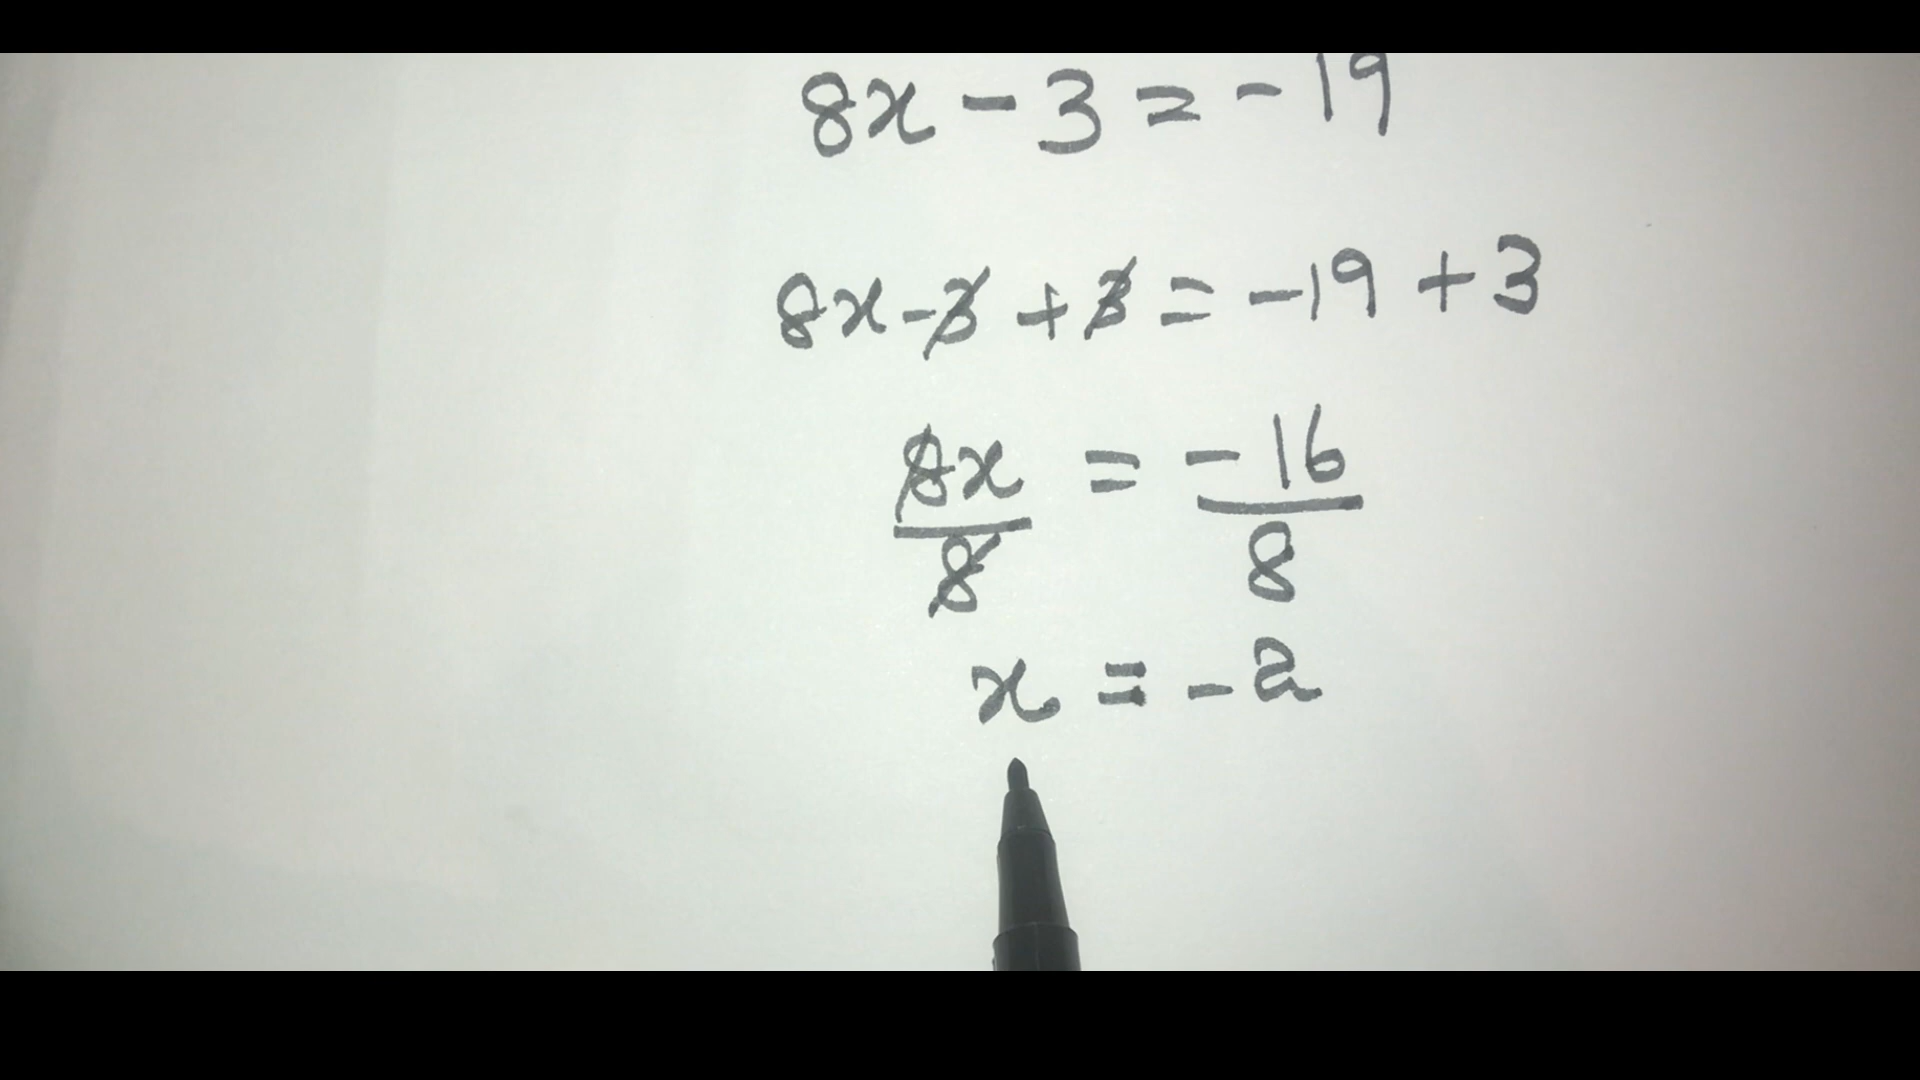 8x - 3 = - 19
8x - 3 + 3 = - 19 + 3
8x/8 = - 16/8
x = - 2